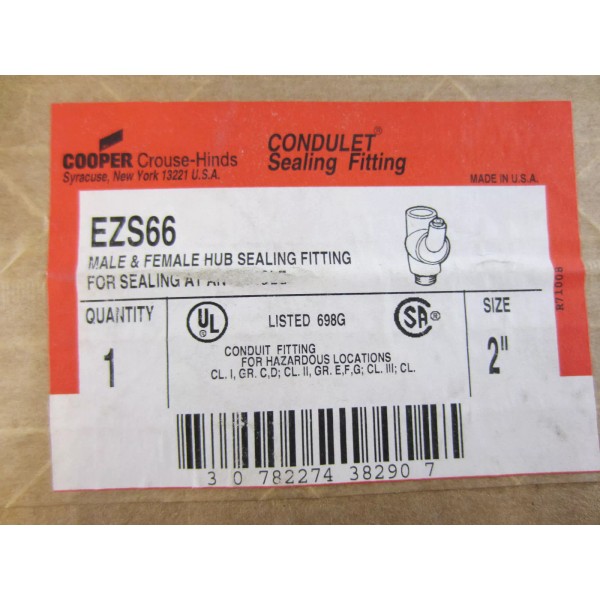 COOPER Crouse-Hinds
Syracuse, New York 13221 U.S.A.
CONDULET®
Sealing Fitting
MADE IN U.S.A.
EZS66
MALE & FEMALE HUB SEALING FITTING
FOR SEALING AT
QUANTITY
1
UL
LISTED 698G
SA
SIZE
2"
CONDUIT FITTING
FOR HAZARDOUS LOCATIONS
CL. I, GR. C,D; CL. II, GR. E,F,G; CL. III; CL.
3 0 782274 38290 7
R71008